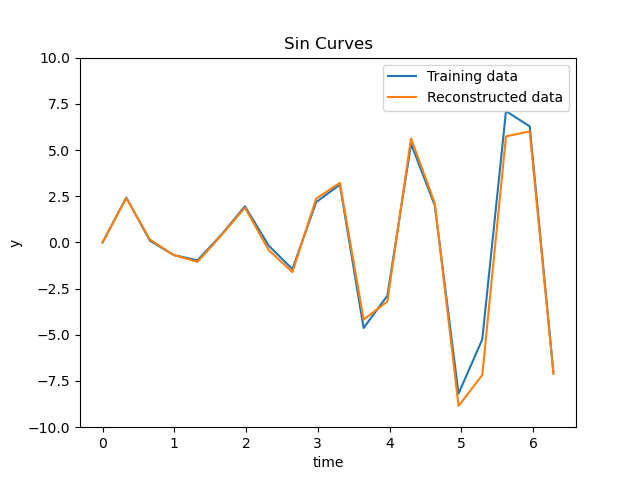 Sin Curves
Training data
Reconstructed data
10.0
7.5
5.0
2.5
0.0
−2.5
−5.0
−7.5
−10.0
y
0 1 2 3 4 5 6
time